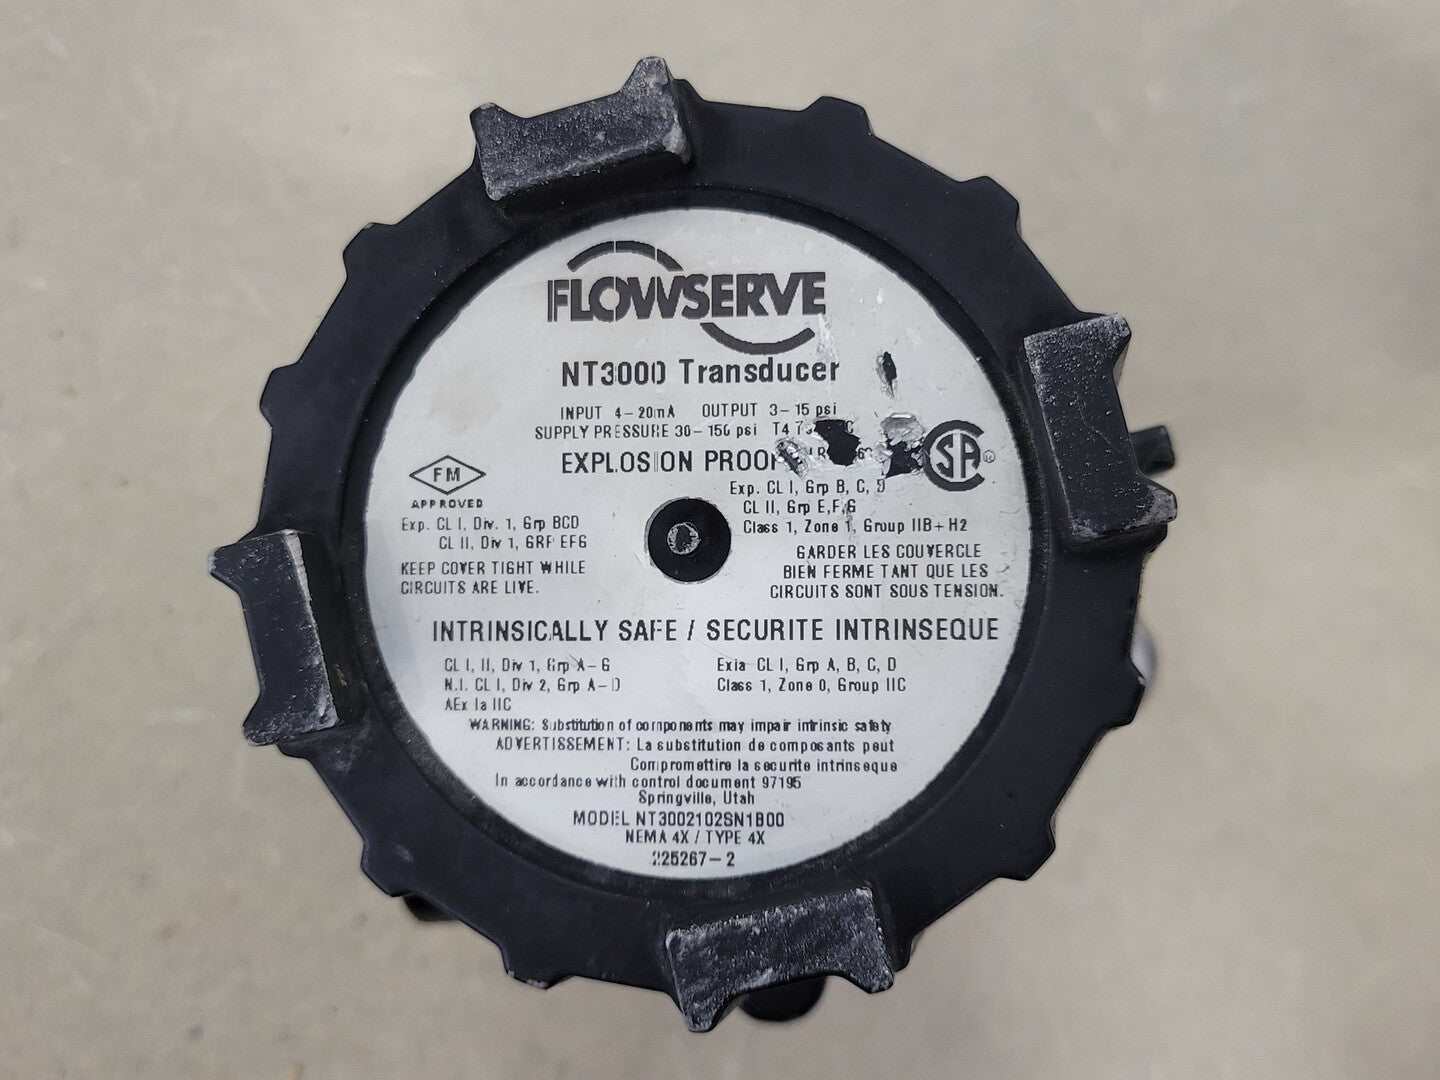 FLOWSERVE
NT3000 Transducer
INPUT 4-20mA OUTPUT 3-15 psi
SUPPLY PRESSURE 30-150 psi T4
EXPLOSION PROOF
FM
APPROVED
Exp. CL I, Div. 1, Grp BCD
CL II, Div 1, GRP EFG
KEEP COVER TIGHT WHILE
CIRCUITS ARE LIVE.
SA
Exp. CL I, Grp B, C, D
CL II, Grp E,F,G
Class 1, Zone 1, Group IIB+H2
GARDER LES COUVERCLE
BIEN FERME TANT QUE LES
CIRCUITS SONT SOUS TENSION.
INTRINSICALLY SAFE / SECURITE INTRINSEQUE
CL I, II, Div 1, Grp A-G
N.I. CL I, Div 2, Grp A-D
AEx Ia IIC
Exia CL I, Grp A, B, C, D
Class 1, Zone 0, Group IIC
WARNING: Substitution of components may impair intrinsic safety
ADVERTISSEMENT: La substitution de composants peut
Compromettre la securite intrinseque
In accordance with control document 97195
Springville, Utah
MODEL NT3002102SN1B00
NEMA 4X / TYPE 4X
225267-2